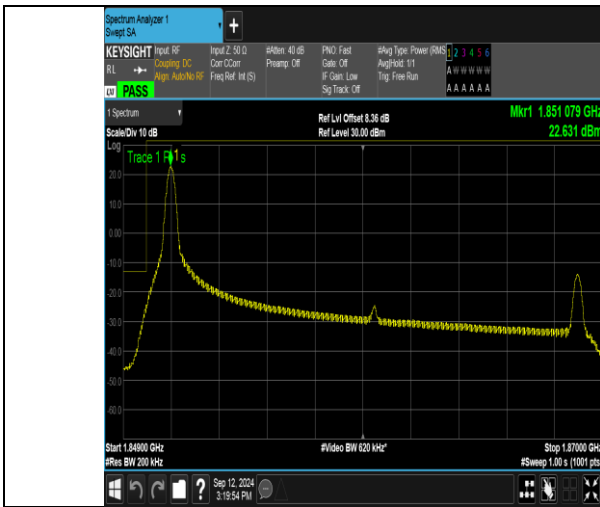 Spectrum Analyzer 1
Swept SA
+
KEYSIGHT Input: RF Input Z: 50 Ω #Atten: 40 dB PNO: Fast #Avg Type: Power (RMS 1 2 3 4 5 6
RL Coupling: DC Corr CCorr Preamp: Off Gate: Off Avg|Hold: 1/1 A W W W W W
Align: Auto/No RF Freq Ref: Int (S) IF Gain: Low Trig: Free Run
Sig Track: Off A A A A A A
PASS
1 Spectrum Ref Lvl Offset 8.36 dB Mkr1 1.851 079 GHz
Scale/Div 10 dB Ref Level 30.00 dBm 22.631 dBm
Log
Trace 1 s
1
20.0
10.0
0.00
-10.0
-20.0
-30.0
-40.0
-50.0
-60.0
Start 1.84900 GHz #Video BW 620 kHz* Stop 1.87000 GHz
#Res BW 200 kHz #Sweep 1.00 s (1001 pts
? Sep 12, 2024
3:19:54 PM